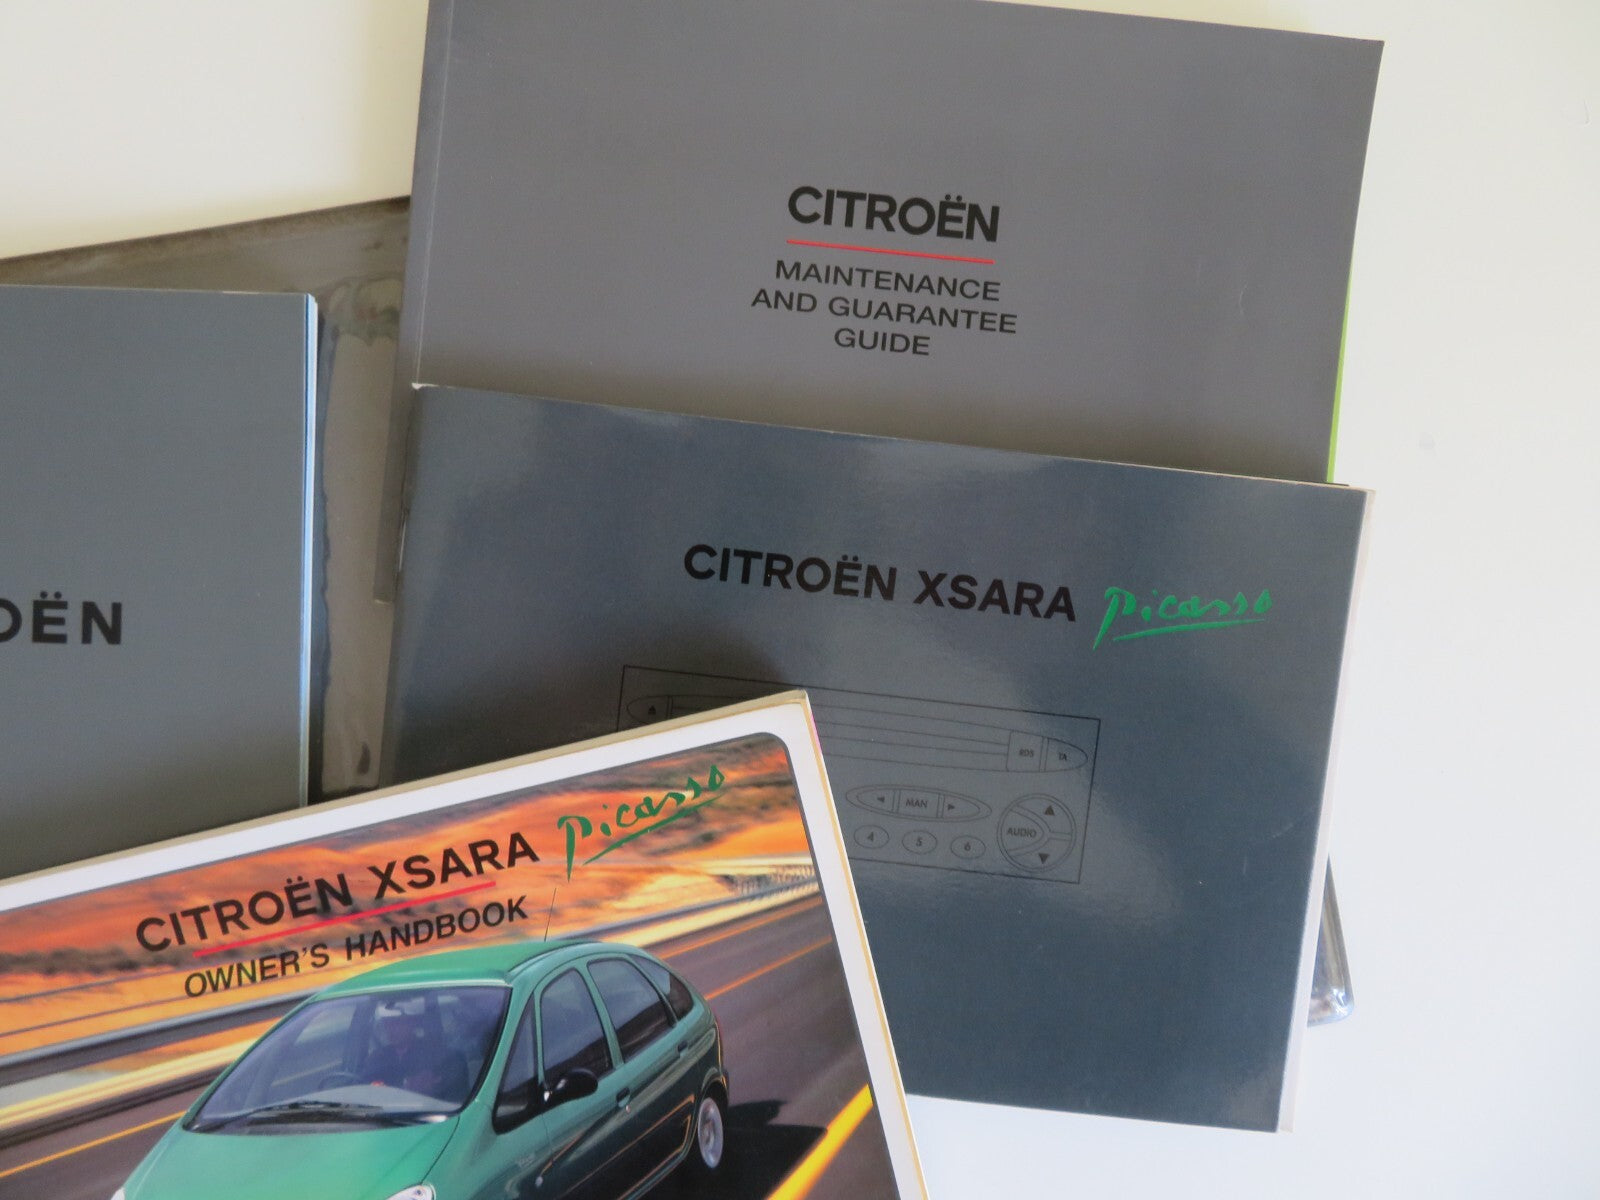 CITROËN
MAINTENANCE
AND GUARANTEE
GUIDE
CITROËN XSARA picasso
RDS TA
MAN
AUDIO
4 5 6
OËN
CITROËN XSARA picasso
OWNER'S HANDBOOK